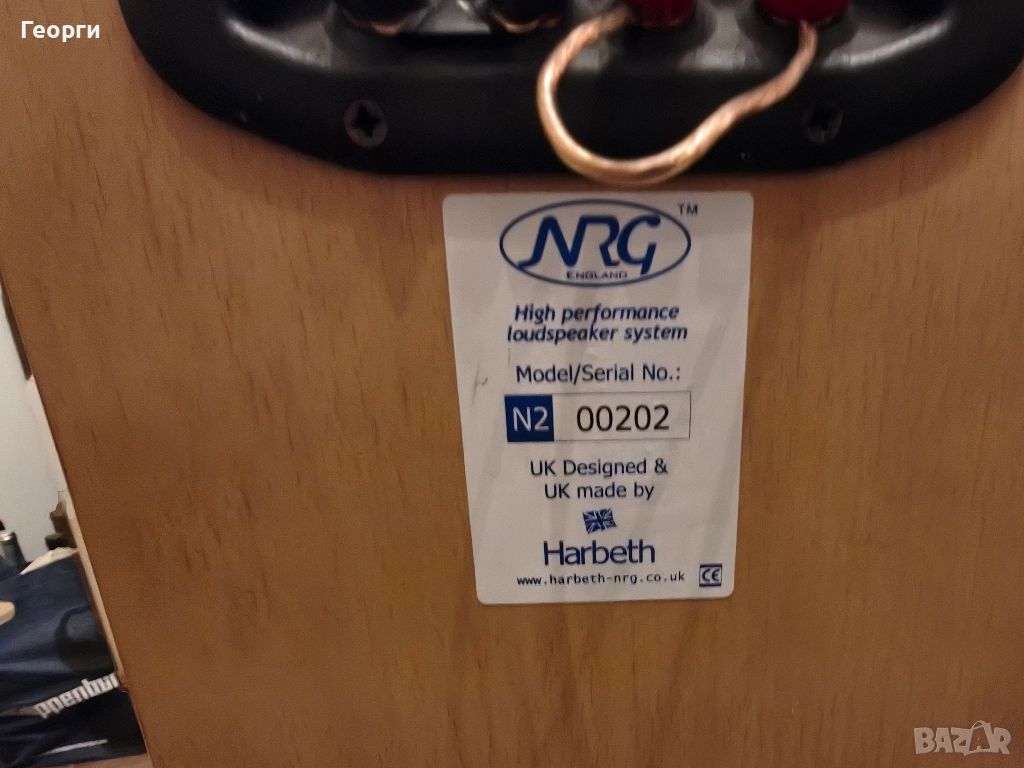 Георги
NRG
TM
ENGLAND
High performance
loudspeaker system
Model/Serial No.:
N2 00202
UK Designed &
UK made by
Harbeth
www.harbeth-nrg.co.uk CE
BAZAR